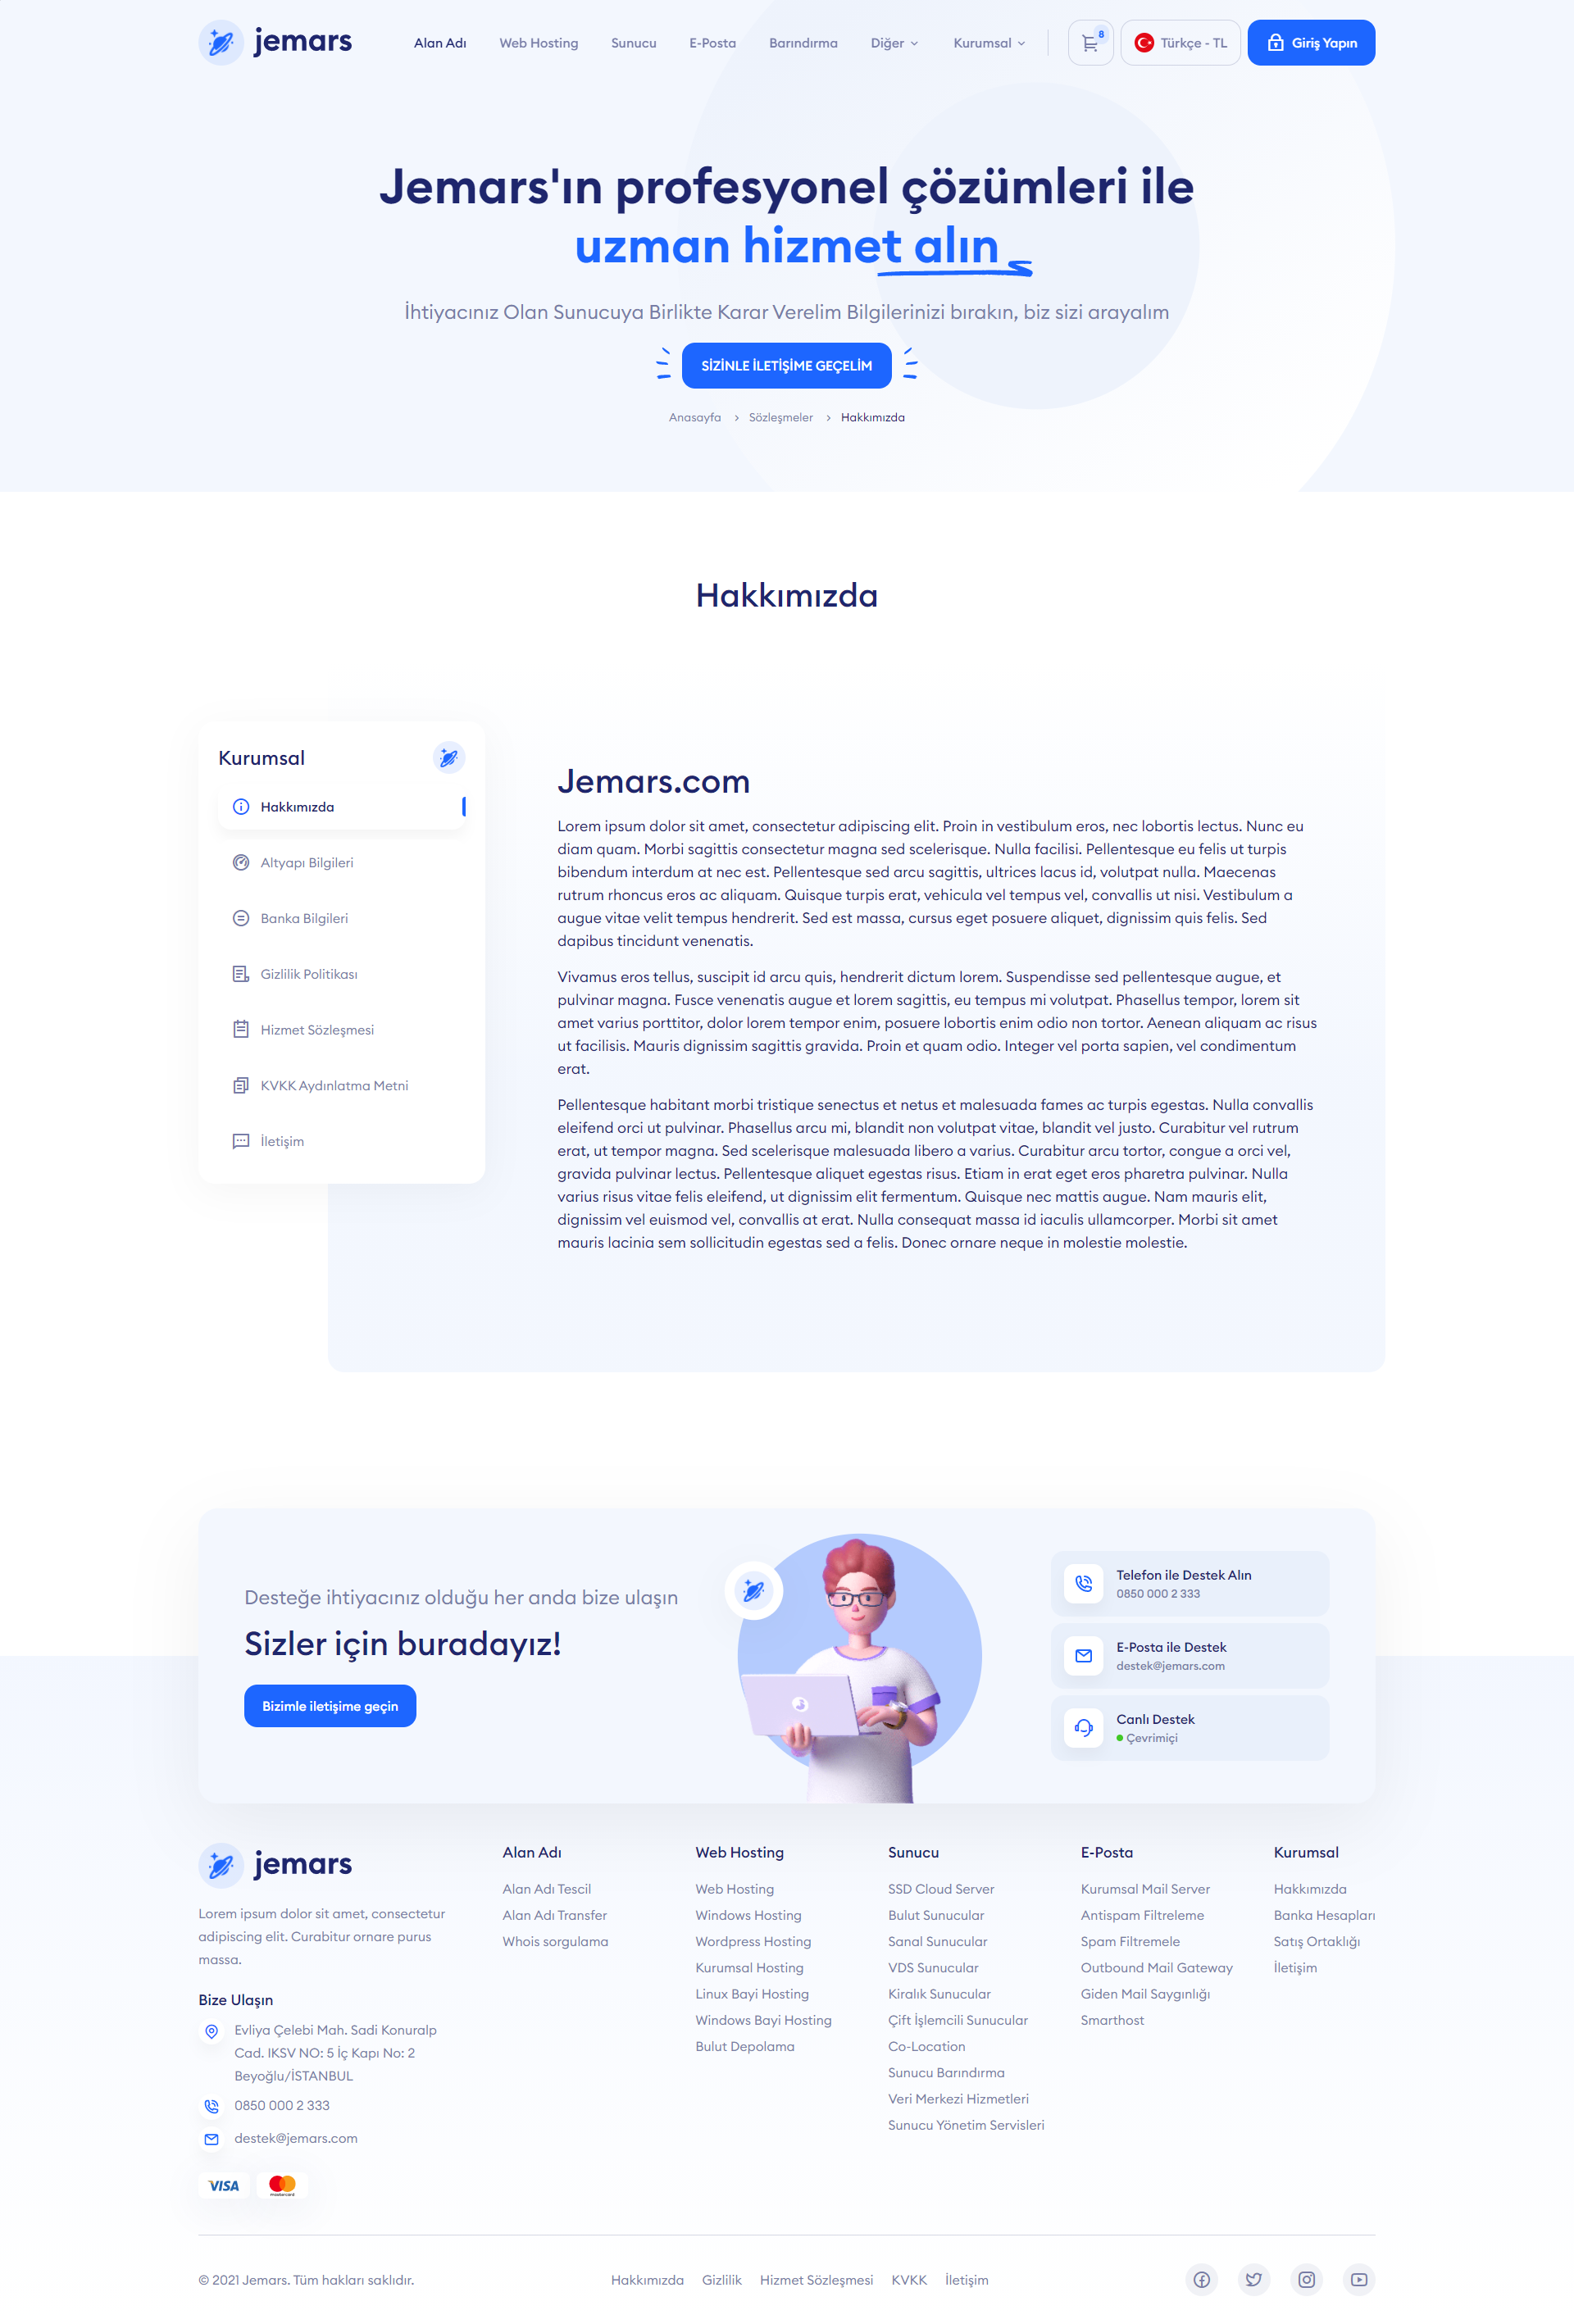 jemars
Alan Adı
Web Hosting
Sunucu
E-Posta
Barındırma
Diğer
Kurumsal
8
Türkçe - TL
Giriş Yapın
Jemars'ın profesyonel çözümleri ile
uzman hizmet alın
İhtiyacınız Olan Sunucuya Birlikte Karar Verelim Bilgilerinizi bırakın, biz sizi arayalım
SİZİNLE İLETİŞİME GEÇELİM
Anasayfa > Sözleşmeler > Hakkımızda
Hakkımızda
Kurumsal
Hakkımızda
Altyapı Bilgileri
Banka Bilgileri
Gizlilik Politikası
Hizmet Sözleşmesi
KVKK Aydınlatma Metni
İletişim
Jemars.com
Lorem ipsum dolor sit amet, consectetur adipiscing elit. Proin in vestibulum eros, nec lobortis lectus. Nunc eu
diam quam. Morbi sagittis consectetur magna sed scelerisque. Nulla facilisi. Pellentesque eu felis ut turpis
bibendum interdum at nec est. Pellentesque sed arcu sagittis, ultrices lacus id, volutpat nulla. Maecenas
rutrum rhoncus eros ac aliquam. Quisque turpis erat, vehicula vel tempus vel, convallis ut nisi. Vestibulum a
augue vitae velit tempus hendrerit. Sed est massa, cursus eget posuere aliquet, dignissim quis felis. Sed
dapibus tincidunt venenatis.
Vivamus eros tellus, suscipit id arcu quis, hendrerit dictum lorem. Suspendisse sed pellentesque augue, et
pulvinar magna. Fusce venenatis augue et lorem sagittis, eu tempus mi volutpat. Phasellus tempor, lorem sit
amet varius porttitor, dolor lorem tempor enim, posuere lobortis enim odio non tortor. Aenean aliquam ac risus
ut facilisis. Mauris dignissim sagittis gravida. Proin et quam odio. Integer vel porta sapien, vel condimentum
erat.
Pellentesque habitant morbi tristique senectus et netus et malesuada fames ac turpis egestas. Nulla convallis
eleifend orci ut pulvinar. Phasellus arcu mi, blandit non volutpat vitae, blandit vel justo. Curabitur vel rutrum
erat, ut tempor magna. Sed scelerisque malesuada libero a varius. Curabitur arcu tortor, congue a orci vel,
gravida pulvinar lectus. Pellentesque aliquet egestas risus. Etiam in erat eget eros pharetra pulvinar. Nulla
varius risus vitae felis eleifend, ut dignissim elit fermentum. Quisque nec mattis augue. Nam mauris elit,
dignissim vel euismod vel, convallis at erat. Nulla consequat massa id iaculis ullamcorper. Morbi sit amet
mauris lacinia sem sollicitudin egestas sed a felis. Donec ornare neque in molestie molestie.
Desteğe ihtiyacınız olduğu her anda bize ulaşın
Sizler için buradayız!
Bizimle iletişime geçin
Telefon ile Destek Alın
0850 000 2 333
E-Posta ile Destek
destek@jemars.com
Canlı Destek
Çevrimiçi
jemars
Lorem ipsum dolor sit amet, consectetur
adipiscing elit. Curabitur ornare purus
massa.
Bize Ulaşın
Evliya Çelebi Mah. Sadi Konuralp
Cad. IKSV NO: 5 İç Kapı No: 2
Beyoğlu/İSTANBUL
0850 000 2 333
destek@jemars.com
VISA
mastercard
Alan Adı
Alan Adı Tescil
Alan Adı Transfer
Whois sorgulama
Web Hosting
Web Hosting
Windows Hosting
Wordpress Hosting
Kurumsal Hosting
Linux Bayi Hosting
Windows Bayi Hosting
Bulut Depolama
Sunucu
SSD Cloud Server
Bulut Sunucular
Sanal Sunucular
VDS Sunucular
Kiralık Sunucular
Çift İşlemcili Sunucular
Co-Location
Sunucu Barındırma
Veri Merkezi Hizmetleri
Sunucu Yönetim Servisleri
E-Posta
Kurumsal Mail Server
Antispam Filtreleme
Spam Filtremele
Outbound Mail Gateway
Giden Mail Saygınlığı
Smarthost
Kurumsal
Hakkımızda
Banka Hesapları
Satış Ortaklığı
İletişim
© 2021 Jemars. Tüm hakları saklıdır.
Hakkımızda
Gizlilik
Hizmet Sözleşmesi
KVKK
İletişim